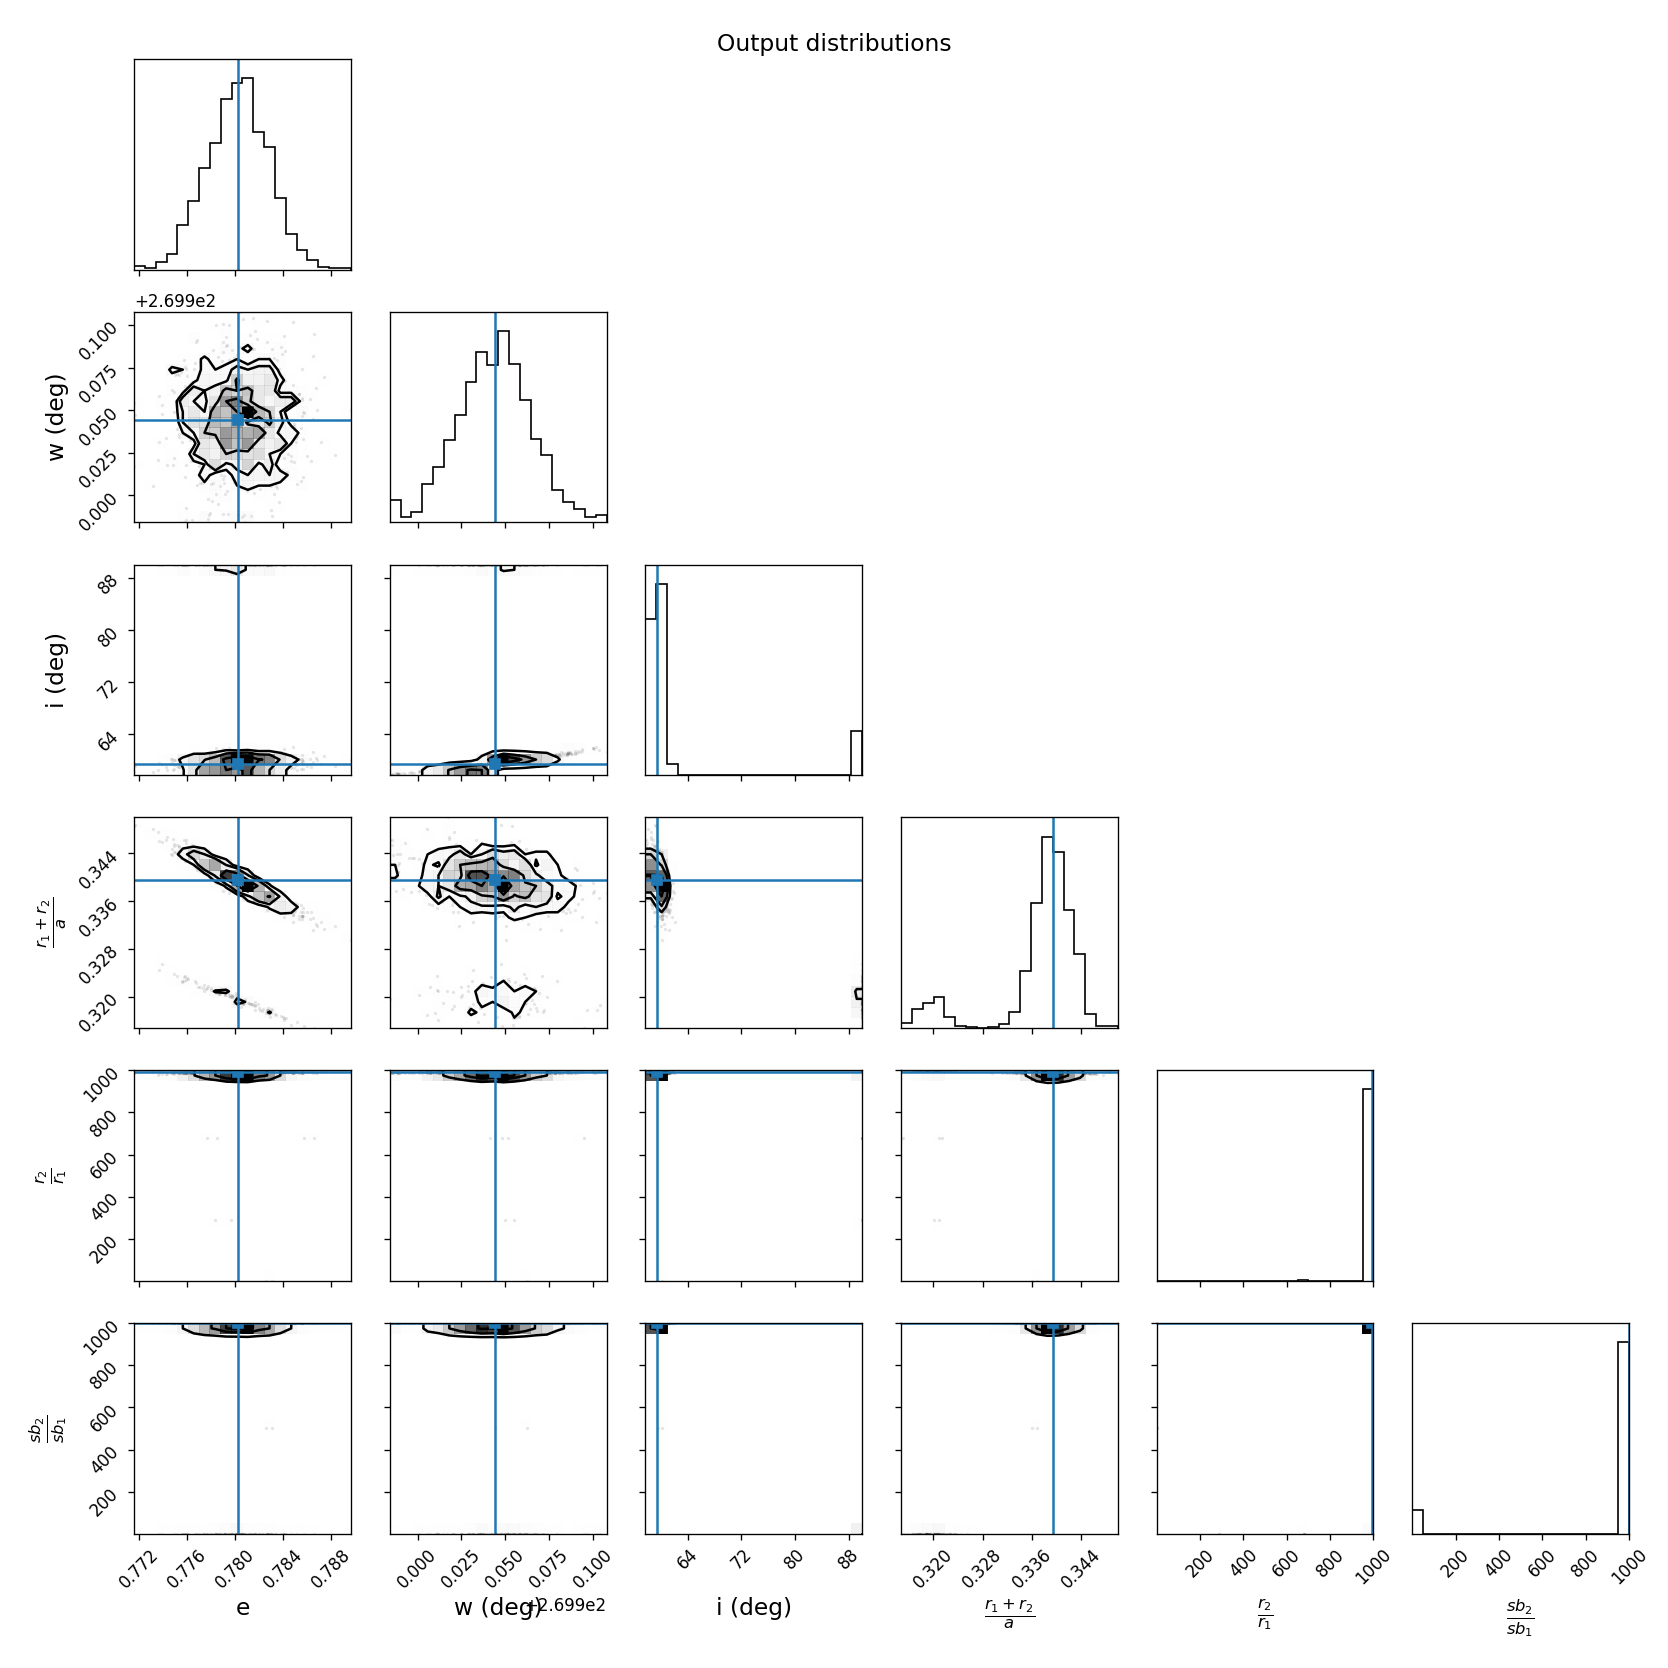 Output distributions
+2.699e2
0.100
0.075
0.050
0.025
0.000
w (deg)
88
80
72
64
i (deg)
0.344
0.336
0.328
0.320
r₁ + r₂
a
1000
800
600
400
200
r₂
r₁
1000
800
600
400
200
sb₂
sb₁
0.772 0.776 0.780 0.784 0.788
e
0.000 0.025 0.050 0.075 0.100
w (deg)
+2.699e2
64 72 80 88
i (deg)
0.320 0.328 0.336 0.344
r₁ + r₂
a
200 400 600 800 1000
r₂
r₁
200 400 600 800 1000
sb₂
sb₁